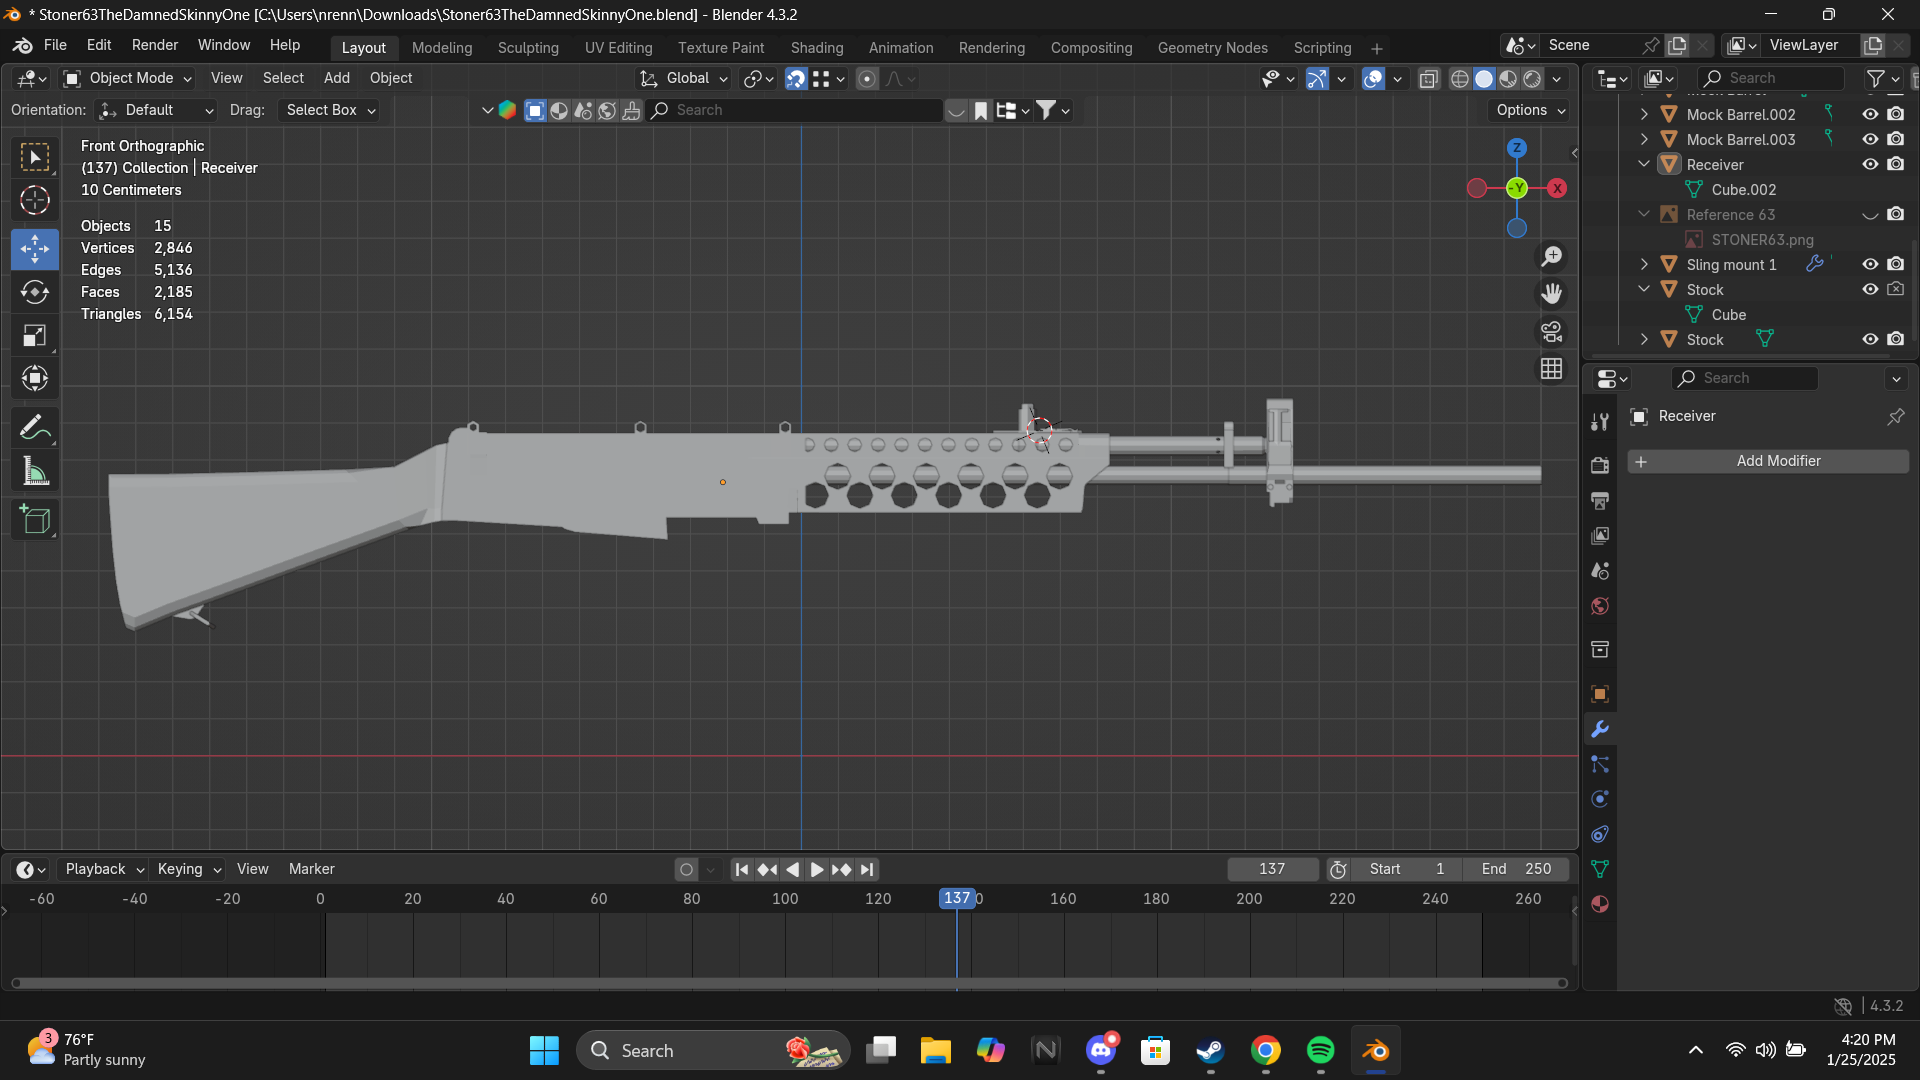 * Stoner63TheDamnedSkinnyOne [C:\Users\nrenn\Downloads\Stoner63TheDamnedSkinnyOne.blend] - Blender 4.3.2
File Edit Render Window Help Layout Modeling Sculpting UV Editing Texture Paint Shading Animation Rendering Compositing Geometry Nodes Scripting + Scene ViewLayer
Object Mode View Select Add Object Global Search
Orientation: Default Drag: Select Box Search Options
Front Orthographic
(137) Collection | Receiver
10 Centimeters
Objects 15
Vertices 2,846
Edges 5,136
Faces 2,185
Triangles 6,154
Z
-Y X
Mock Barrel
Mock Barrel.002
Mock Barrel.003
Receiver
Cube.002
Reference 63
STONER63.png
Sling mount 1
Stock
Cube
Stock
Search
Receiver
+ Add Modifier
Playback Keying View Marker 137 Start 1 End 250
-60 -40 -20 0 20 40 60 80 100 120 137 0 160 180 200 220 240 260
4.3.2
3 76°F
Partly sunny
Search
4:20 PM
1/25/2025